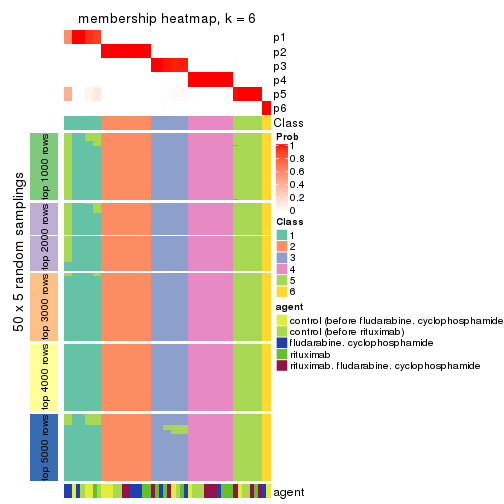 membership heatmap, k = 6
p1
p2
p3
p4
p5
p6
Class
Prob
1
0.8
0.6
0.4
0.2
0
Class
1
2
3
4
5
6
agent
control (before fludarabine. cyclophosphamide
control (before rituximab)
fludarabine. cyclophosphamide
rituximab
rituximab. fludarabine. cyclophosphamide
50 x 5 random samplings
top 1000 rows
top 2000 rows
top 3000 rows
top 4000 rows
top 5000 rows
agent